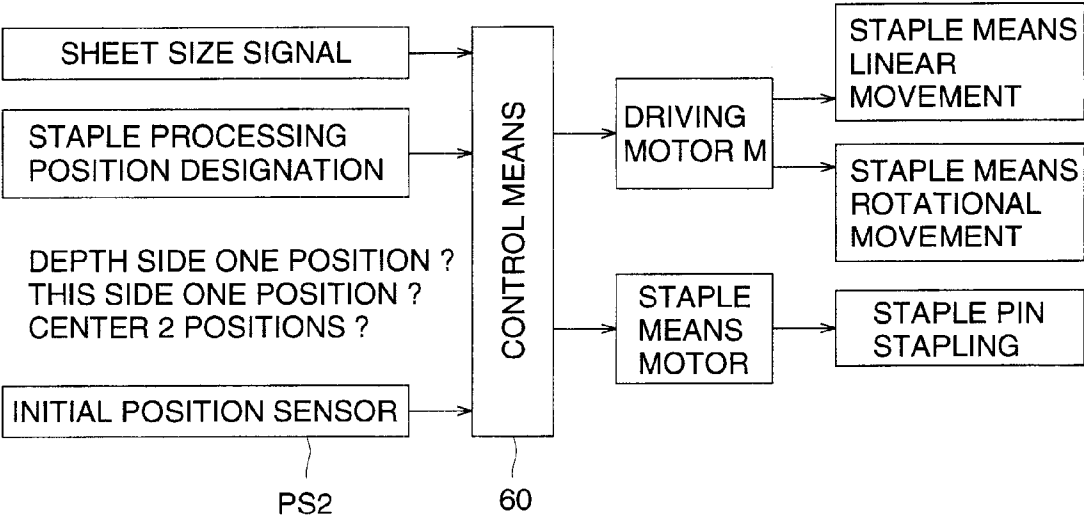 SHEET SIZE SIGNAL
STAPLE PROCESSING
POSITION DESIGNATION
DEPTH SIDE ONE POSITION ?
THIS SIDE ONE POSITION ?
CENTER 2 POSITIONS ?
INITIAL POSITION SENSOR
PS2
CONTROL MEANS
60
DRIVING
MOTOR M
STAPLE
MEANS
MOTOR
STAPLE MEANS
LINEAR
MOVEMENT
STAPLE MEANS
ROTATIONAL
MOVEMENT
STAPLE PIN
STAPLING